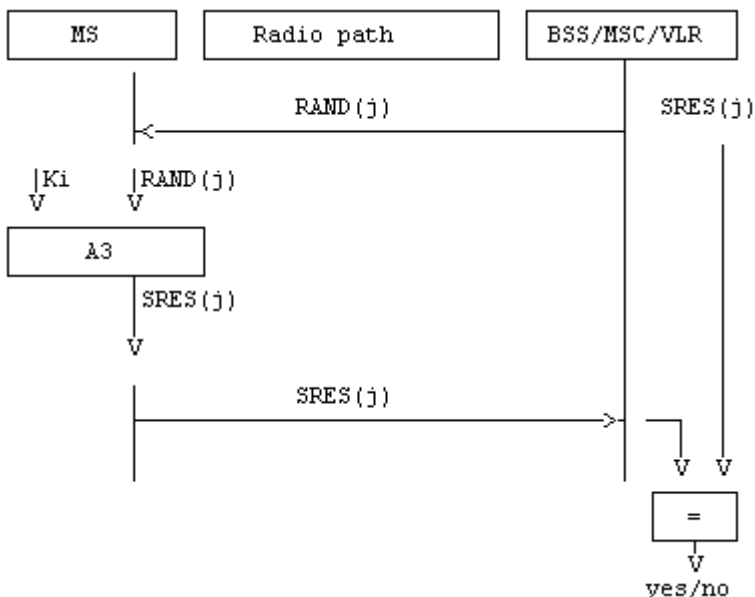 MS
Radio path
BSS/MSC/VLR
RAND(j)
SRES(j)
Ki
RAND(j)
A3
SRES(j)
SRES(j)
=
yes/no